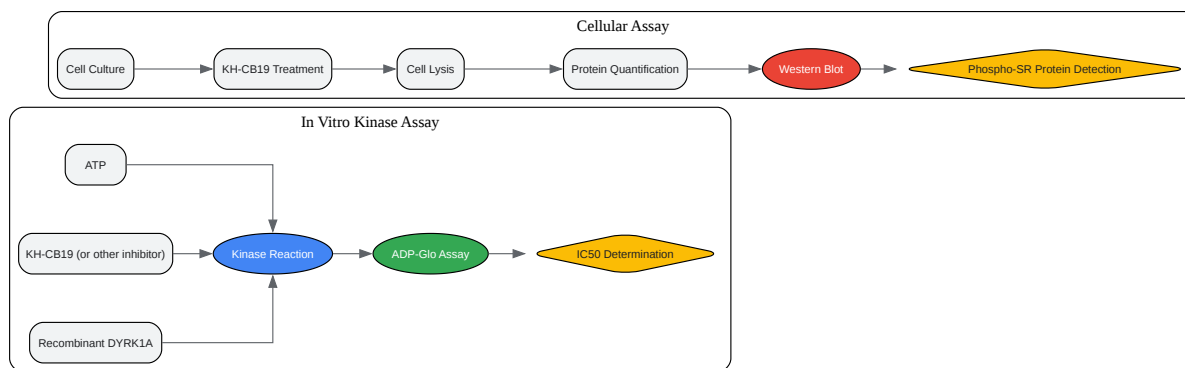 Cellular Assay
Cell Culture
KH-CB19 Treatment
Cell Lysis
Protein Quantification
Western Blot
Phospho-SR Protein Detection
In Vitro Kinase Assay
ATP
KH-CB19 (or other inhibitor)
Kinase Reaction
ADP-Glo Assay
IC50 Determination
Recombinant DYRK1A